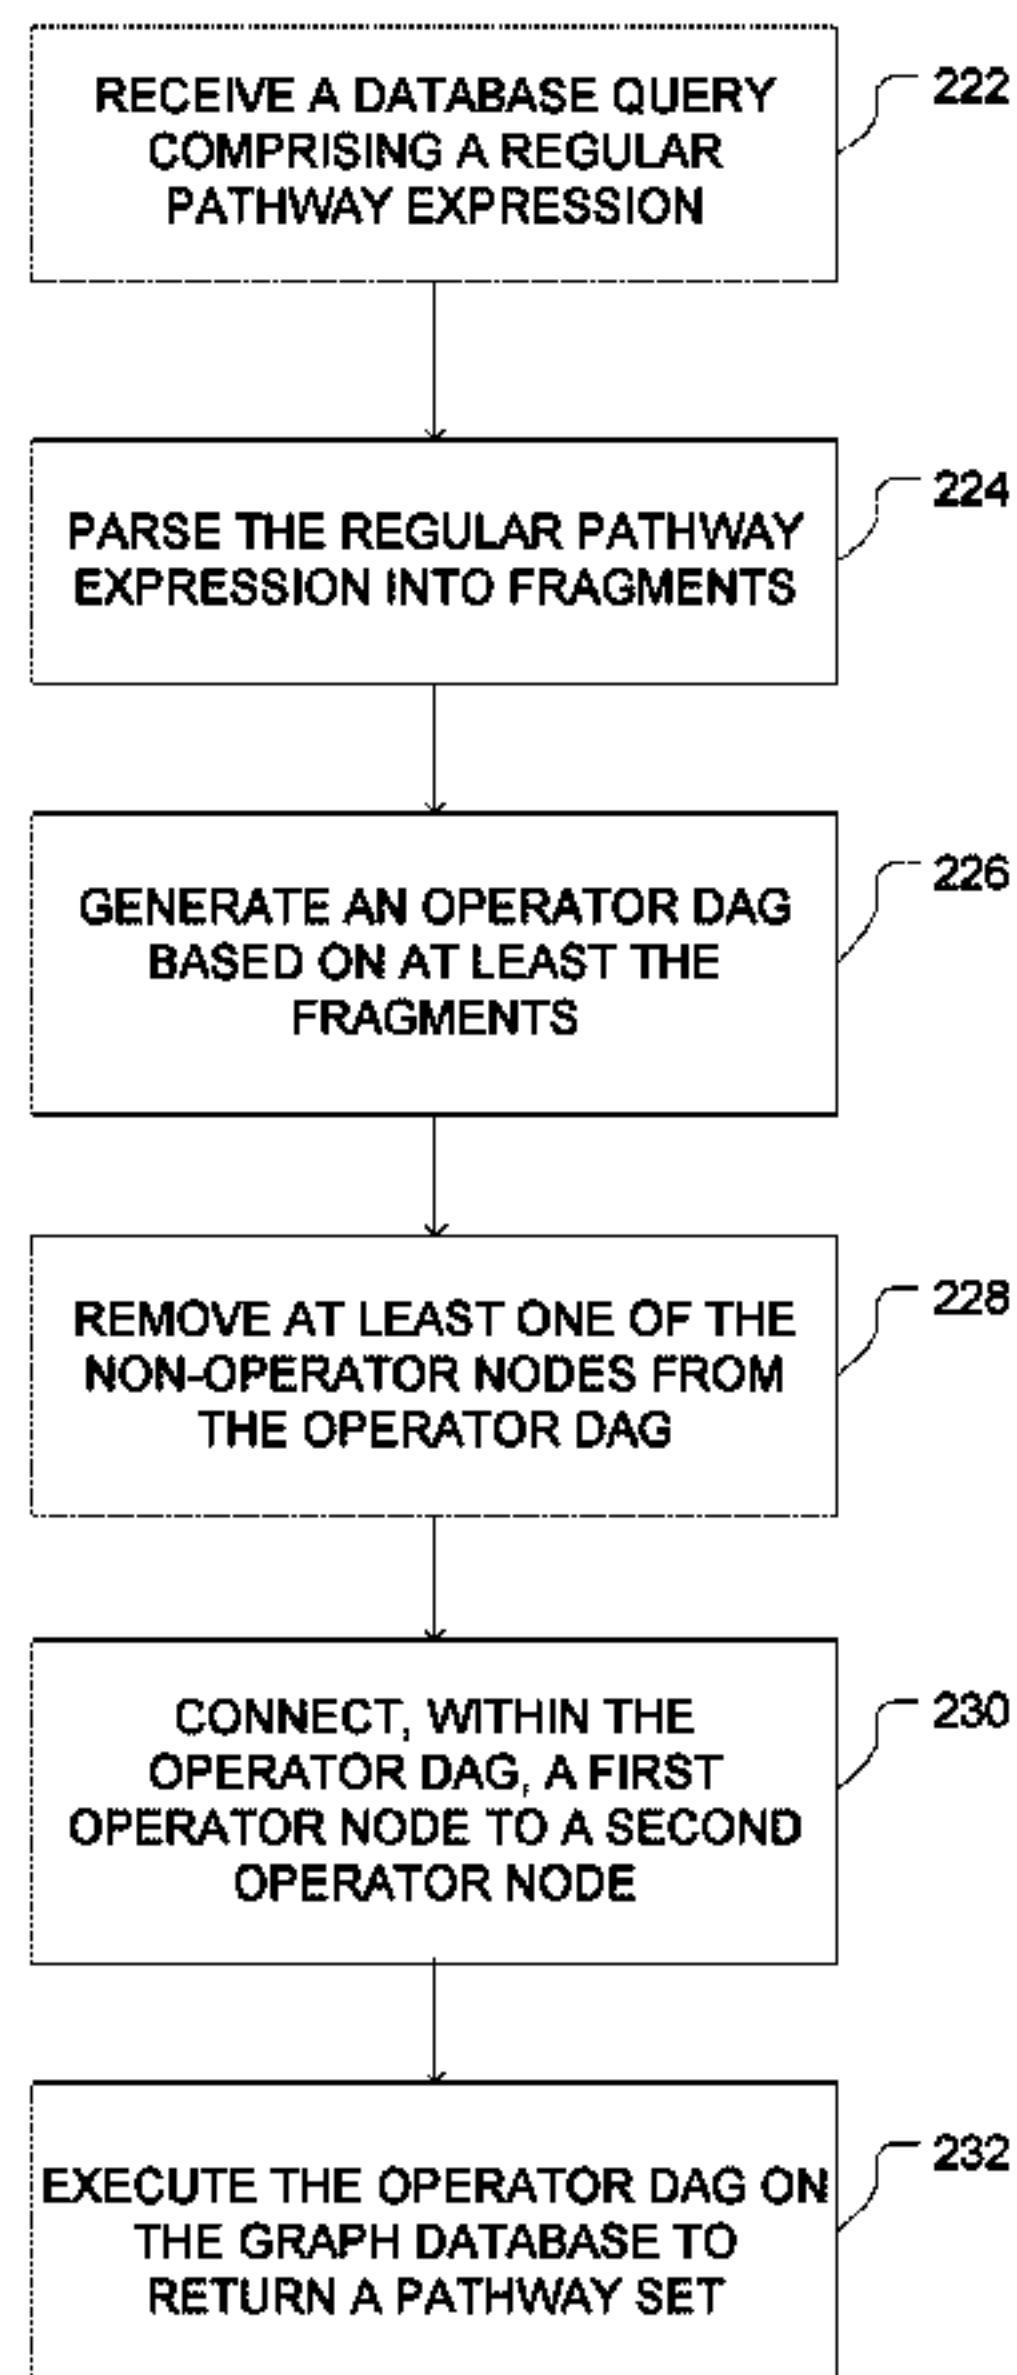 RECEIVE A DATABASE QUERY
COMPRISING A REGULAR
PATHWAY EXPRESSION
222
PARSE THE REGULAR PATHWAY
EXPRESSION INTO FRAGMENTS
224
GENERATE AN OPERATOR DAG
BASED ON AT LEAST THE
FRAGMENTS
226
REMOVE AT LEAST ONE OF THE
NON-OPERATOR NODES FROM
THE OPERATOR DAG
228
CONNECT, WITHIN THE
OPERATOR DAG, A FIRST
OPERATOR NODE TO A SECOND
OPERATOR NODE
230
EXECUTE THE OPERATOR DAG ON
THE GRAPH DATABASE TO
RETURN A PATHWAY SET
232